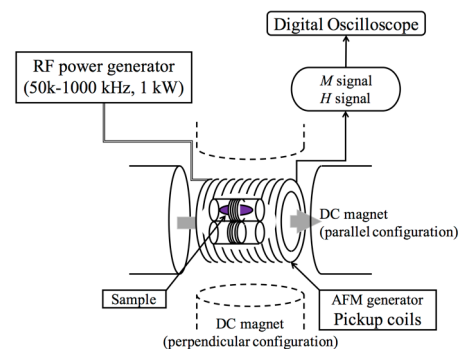 Digital Oscilloscope
RF power generator
(50k-1000 kHz, 1 kW)
M signal
H signal
DC magnet
(parallel configuration)
Sample
AFM generator
Pickup coils
DC magnet
(perpendicular configuration)